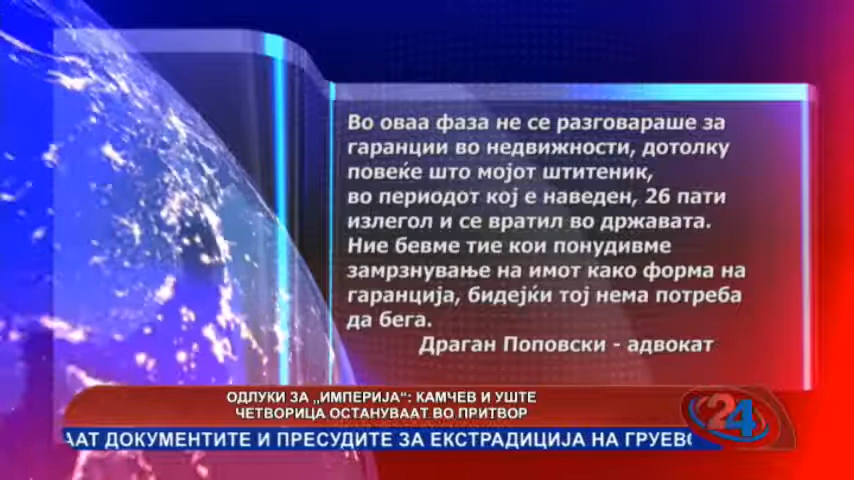 Во оваа фаза не се разговараше за
гаранции во недвижности, дотолку
повеќе што мојот штитеник,
во периодот кој е наведен, 26 пати
излегол и се вратил во државата.
Ние бевме тие кои понудивме
замрзнување на имот како форма на
гаранција, бидејќи тој нема потреба
да бега.
Драган Поповски - адвокат
ОДЛУКИ ЗА „ИМПЕРИЈА“: КАМЧЕВ И УШТЕ
ЧЕТВОРИЦА ОСТАНУВААТ ВО ПРИТВОР
24
ААТ ДОКУМЕНТИТЕ И ПРЕСУДИТЕ ЗА ЕКСТРАДИЦИЈА НА ГРУЕВС